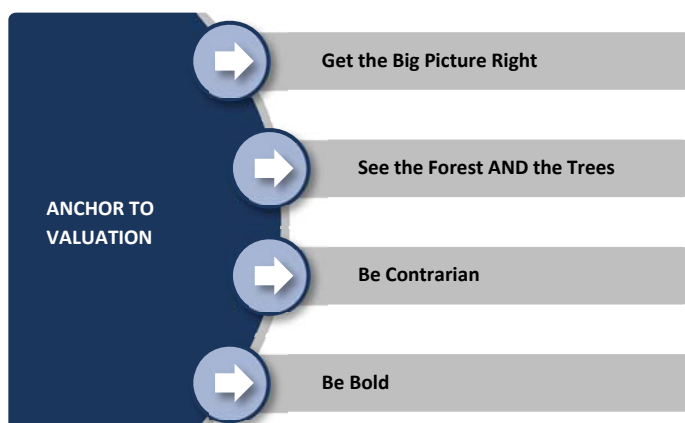 Get the Big Picture Right
See the Forest AND the Trees
ANCHOR TO
VALUATION
Be Contrarian
Be Bold